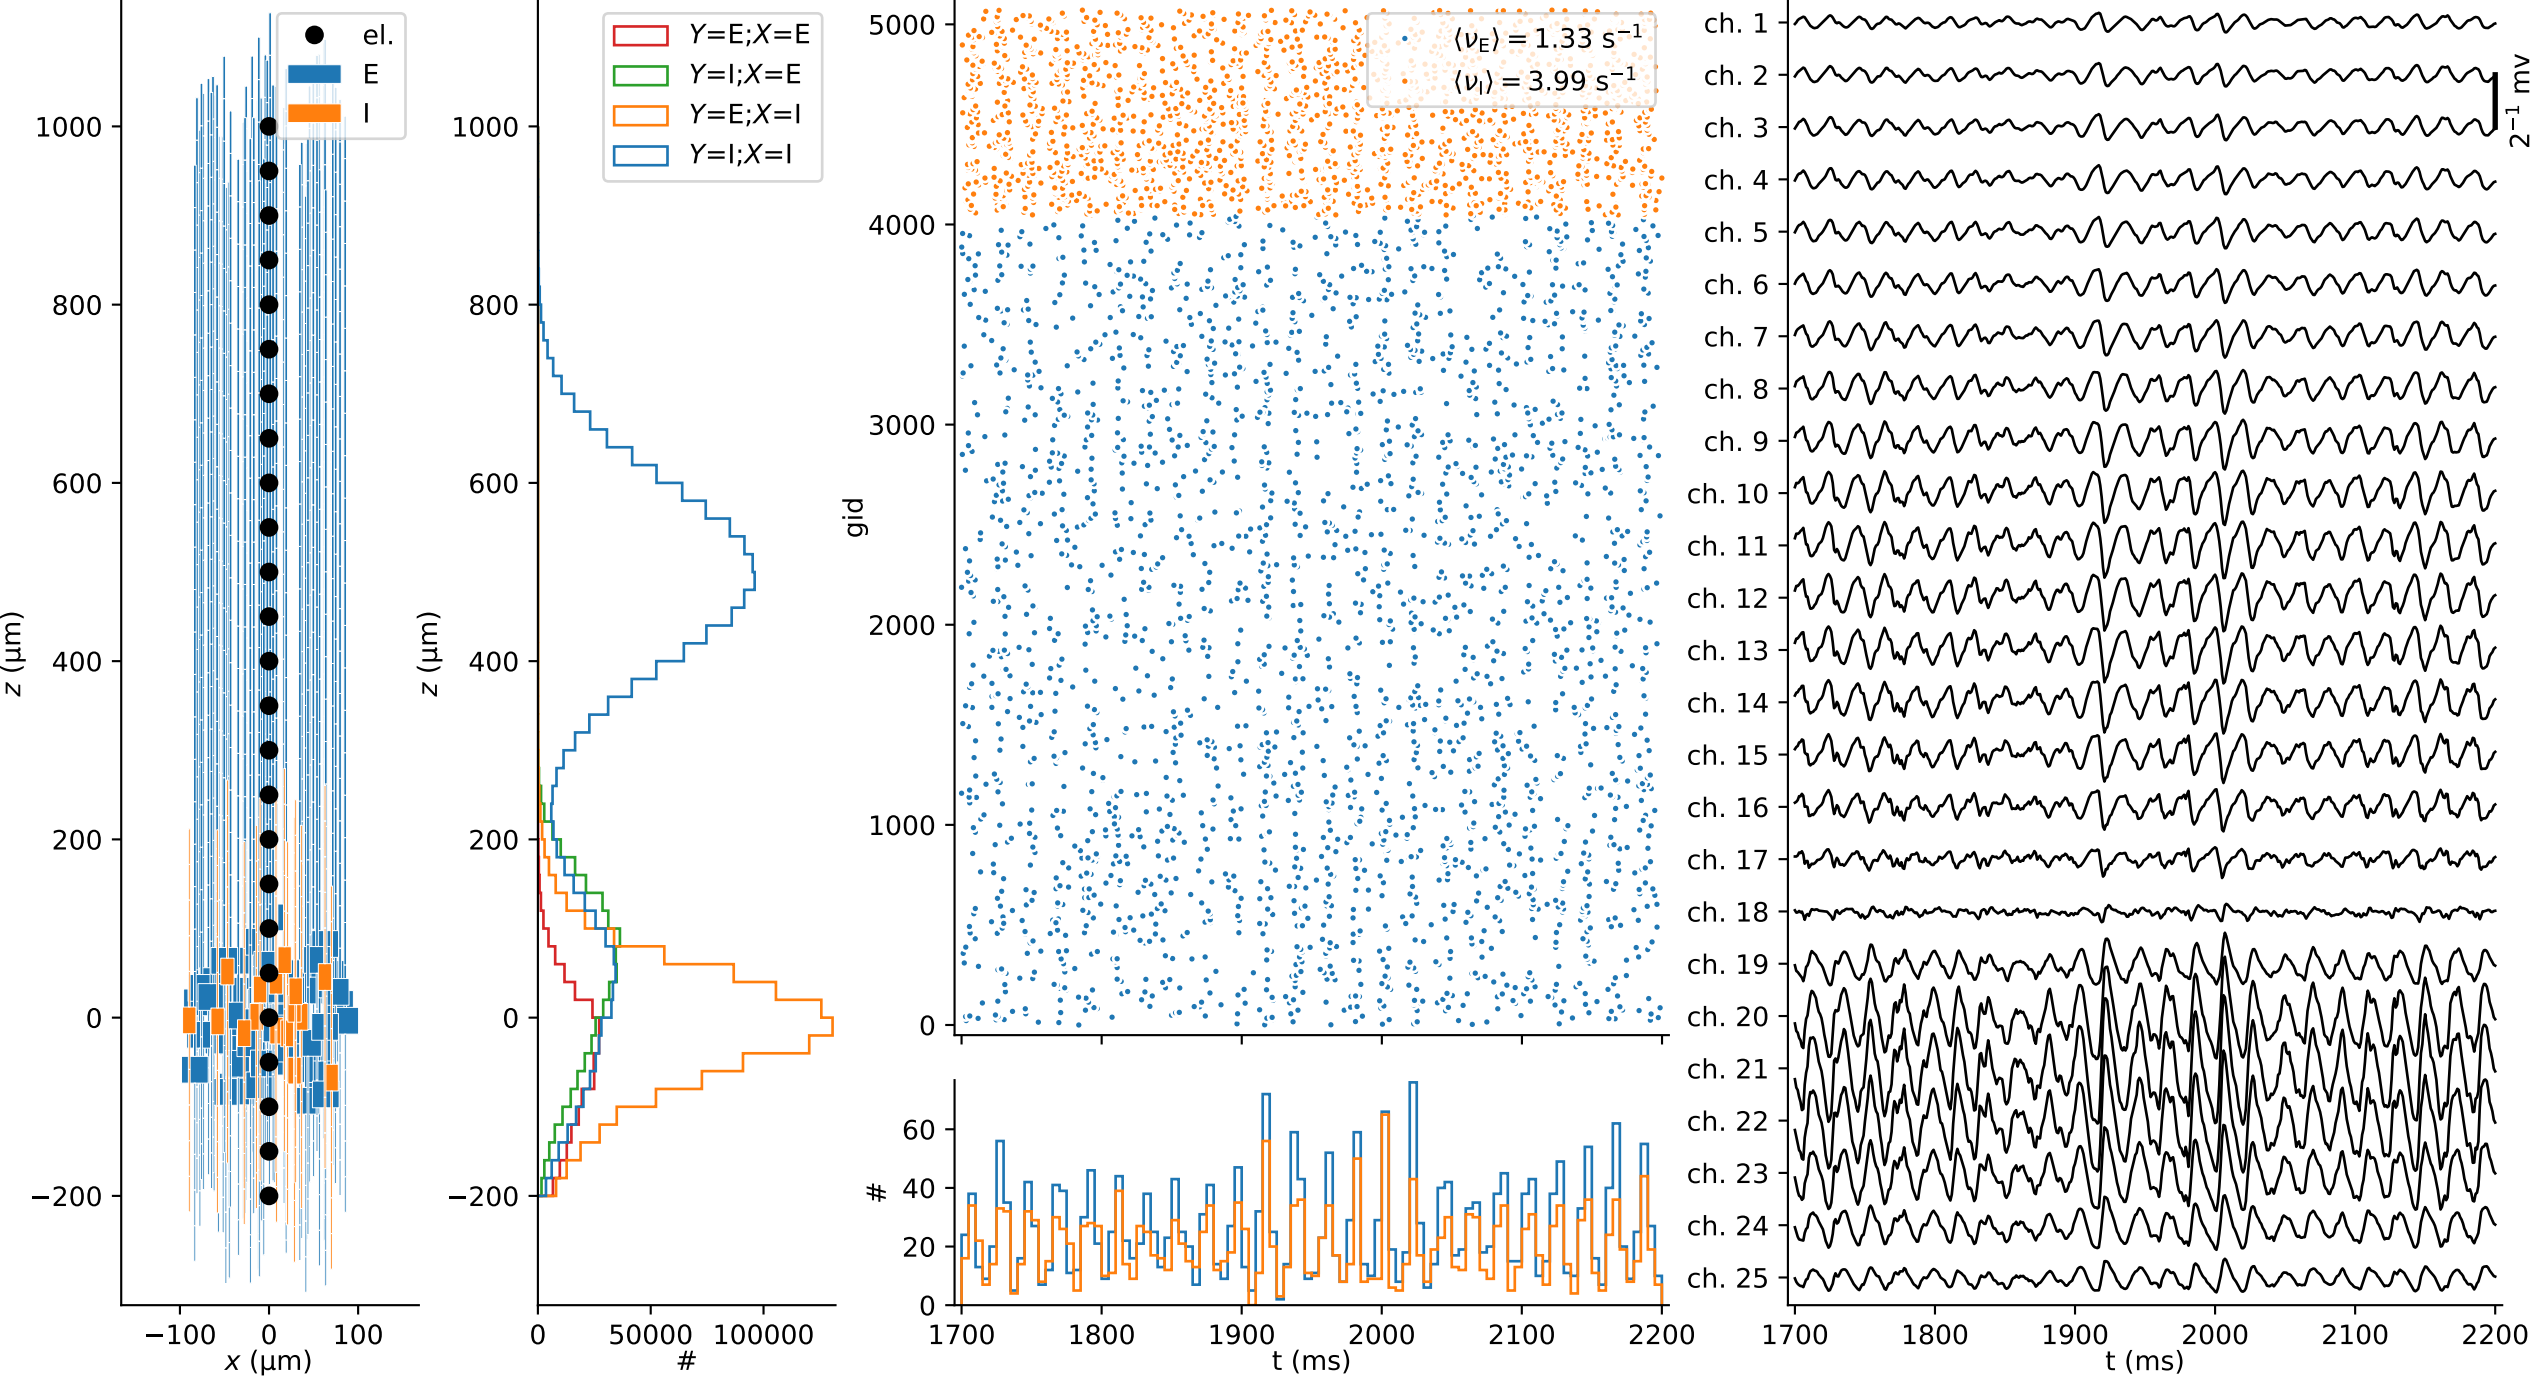 el.
E
I
1000
800
600
400
200
0
−200
z (μm)
−100 0 100
x (μm)
Y=E;X=E
Y=I;X=E
Y=E;X=I
Y=I;X=I
1000
800
600
400
200
0
−200
z (μm)
0 50000 100000
#
⟨νE⟩ = 1.33 s⁻¹
⟨νI⟩ = 3.99 s⁻¹
5000
4000
3000
2000
1000
0
gid
60
40
20
0
#
1700 1800 1900 2000 2100 2200
t (ms)
ch. 1
ch. 2
ch. 3
ch. 4
ch. 5
ch. 6
ch. 7
ch. 8
ch. 9
ch. 10
ch. 11
ch. 12
ch. 13
ch. 14
ch. 15
ch. 16
ch. 17
ch. 18
ch. 19
ch. 20
ch. 21
ch. 22
ch. 23
ch. 24
ch. 25
2⁻¹ mv
1700 1800 1900 2000 2100 2200
t (ms)